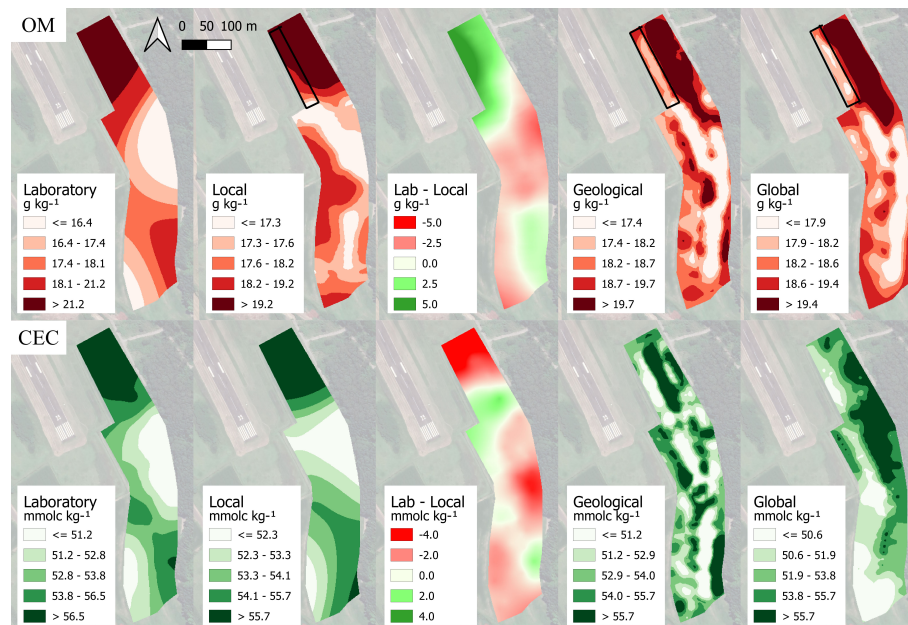 OM
0 50 100 m
Laboratory
g kg⁻¹
<= 16.4
16.4 - 17.4
17.4 - 18.1
18.1 - 21.2
> 21.2
Local
g kg⁻¹
<= 17.3
17.3 - 17.6
17.6 - 18.2
18.2 - 19.2
> 19.2
Lab - Local
g kg⁻¹
-5.0
-2.5
0.0
2.5
5.0
Geological
g kg⁻¹
<= 17.4
17.4 - 18.2
18.2 - 18.7
18.7 - 19.7
> 19.7
Global
g kg⁻¹
<= 17.9
17.9 - 18.2
18.2 - 18.6
18.6 - 19.4
> 19.4
CEC
Laboratory
mmolc kg⁻¹
<= 51.2
51.2 - 52.8
52.8 - 53.8
53.8 - 56.5
> 56.5
Local
mmolc kg⁻¹
<= 52.3
52.3 - 53.3
53.3 - 54.1
54.1 - 55.7
> 55.7
Lab - Local
mmolc kg⁻¹
-4.0
-2.0
0.0
2.0
4.0
Geological
mmolc kg⁻¹
<= 51.2
51.2 - 52.9
52.9 - 54.0
54.0 - 55.7
> 55.7
Global
mmolc kg⁻¹
<= 50.6
50.6 - 51.9
51.9 - 53.8
53.8 - 55.7
> 55.7